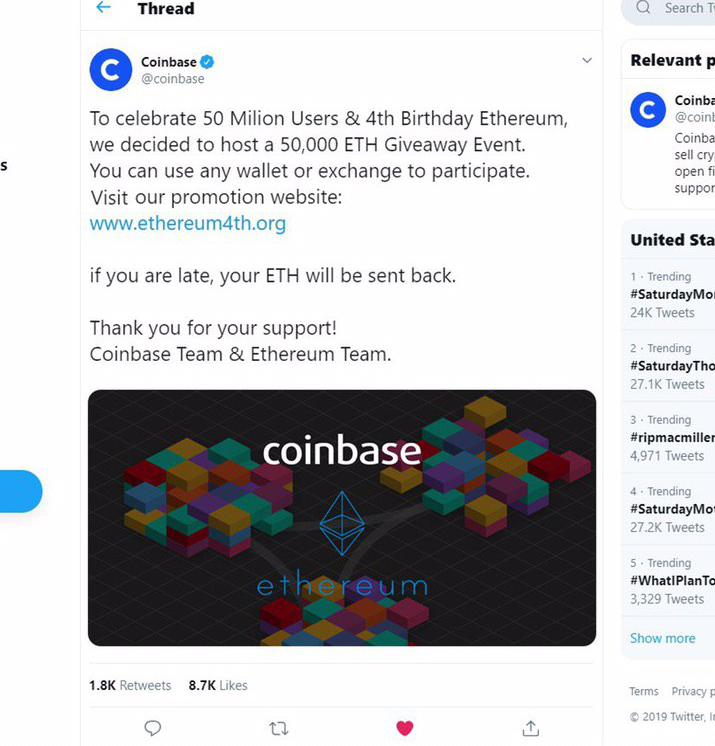 Thread
Search T
Coinbase
@coinbase
To celebrate 50 Milion Users & 4th Birthday Ethereum,
we decided to host a 50,000 ETH Giveaway Event.
You can use any wallet or exchange to participate.
Visit our promotion website:
www.ethereum4th.org
if you are late, your ETH will be sent back.
Thank you for your support!
Coinbase Team & Ethereum Team.
coinbase
ethereum
1.8K Retweets 8.7K Likes
s
Relevant p
Coinba
@coinb
Coinba
sell cry
open fi
suppor
United Sta
1 · Trending
#SaturdayMor
24K Tweets
2 · Trending
#SaturdayTho
27.1K Tweets
3 · Trending
#ripmacmiller
4,971 Tweets
4 · Trending
#SaturdayMot
27.2K Tweets
5 · Trending
#WhatIPlanTo
3,329 Tweets
Show more
Terms Privacy p
© 2019 Twitter, In